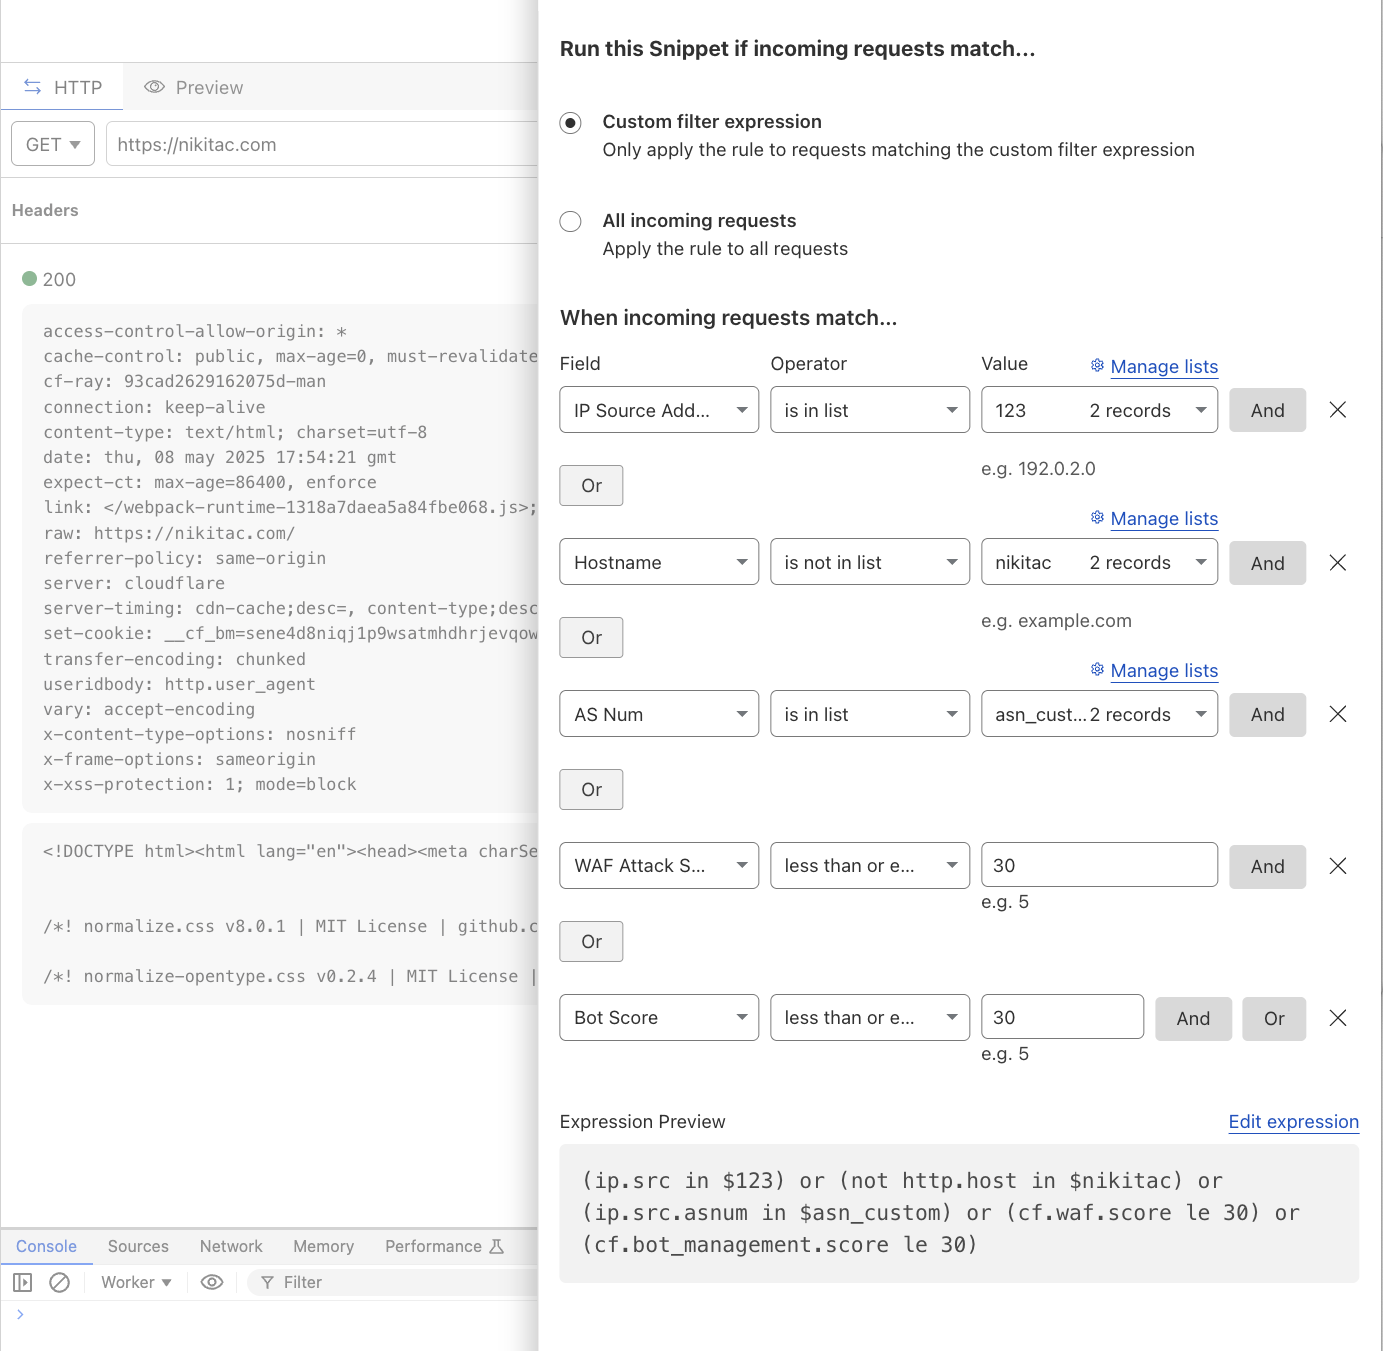 HTTP
Preview
GET
https://nikitac.com
Headers
200
access-control-allow-origin: *
cache-control: public, max-age=0, must-revalidate
cf-ray: 93cad2629162075d-man
connection: keep-alive
content-type: text/html; charset=utf-8
date: thu, 08 may 2025 17:54:21 gmt
expect-ct: max-age=86400, enforce
link: </webpack-runtime-1318a7daea5a84fbe068.js>;
raw: https://nikitac.com/
referrer-policy: same-origin
server: cloudflare
server-timing: cdn-cache;desc=, content-type;desc
set-cookie: __cf_bm=sene4d8niqj1p9wsatmhdhrjevqow
transfer-encoding: chunked
useridbody: http.user_agent
vary: accept-encoding
x-content-type-options: nosniff
x-frame-options: sameorigin
x-xss-protection: 1; mode=block
<!DOCTYPE html><html lang="en"><head><meta charSe
/*! normalize.css v8.0.1 | MIT License | github.c
/*! normalize-opentype.css v0.2.4 | MIT License |
Console Sources Network Memory Performance
Worker Filter
Run this Snippet if incoming requests match...
Custom filter expression
Only apply the rule to requests matching the custom filter expression
All incoming requests
Apply the rule to all requests
When incoming requests match...
Field Operator Value Manage lists
IP Source Add... is in list 123 2 records And
e.g. 192.0.2.0
Or
Manage lists
Hostname is not in list nikitac 2 records And
e.g. example.com
Or
Manage lists
AS Num is in list asn_cust... 2 records And
Or
WAF Attack S... less than or e... 30 And
e.g. 5
Or
Bot Score less than or e... 30 And Or
e.g. 5
Expression Preview Edit expression
(ip.src in $123) or (not http.host in $nikitac) or
(ip.src.asnum in $asn_custom) or (cf.waf.score le 30) or
(cf.bot_management.score le 30)